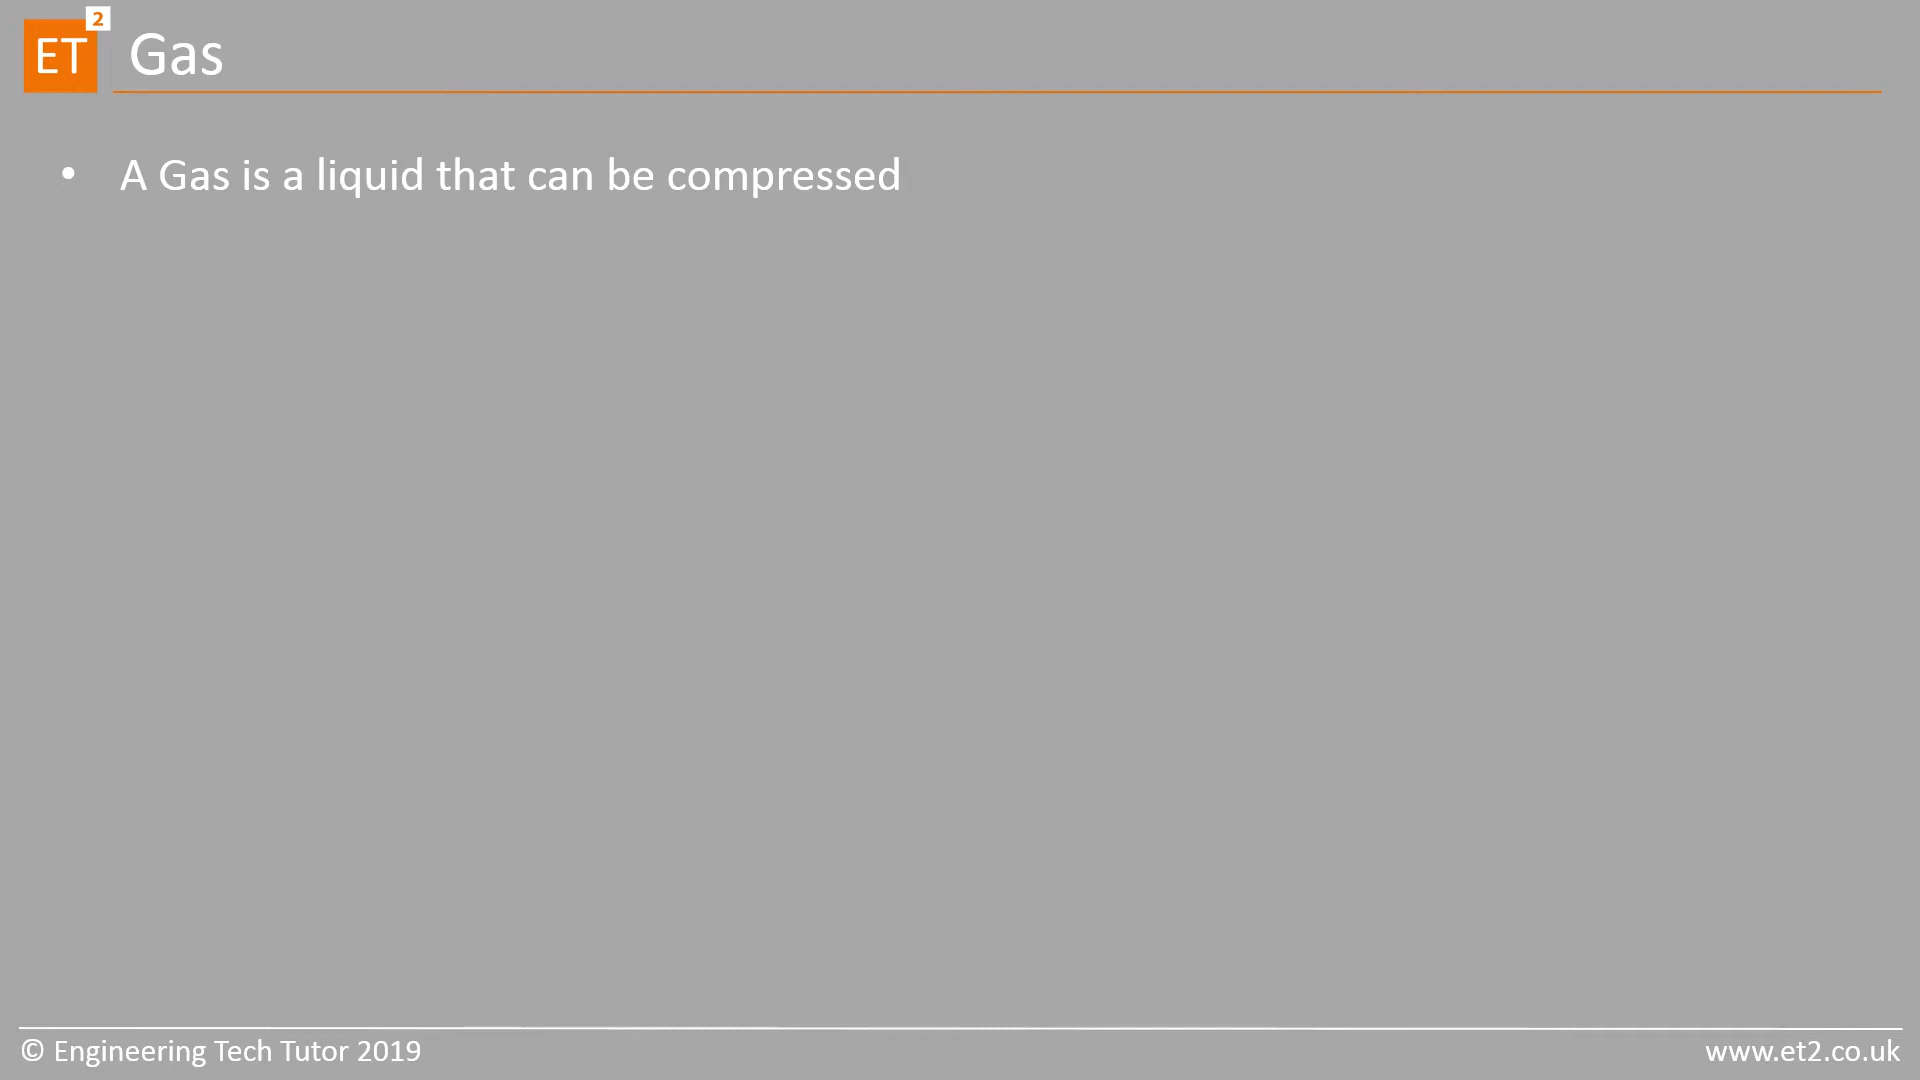 ET 2
Gas
• A Gas is a liquid that can be compressed
© Engineering Tech Tutor 2019
www.et2.co.uk